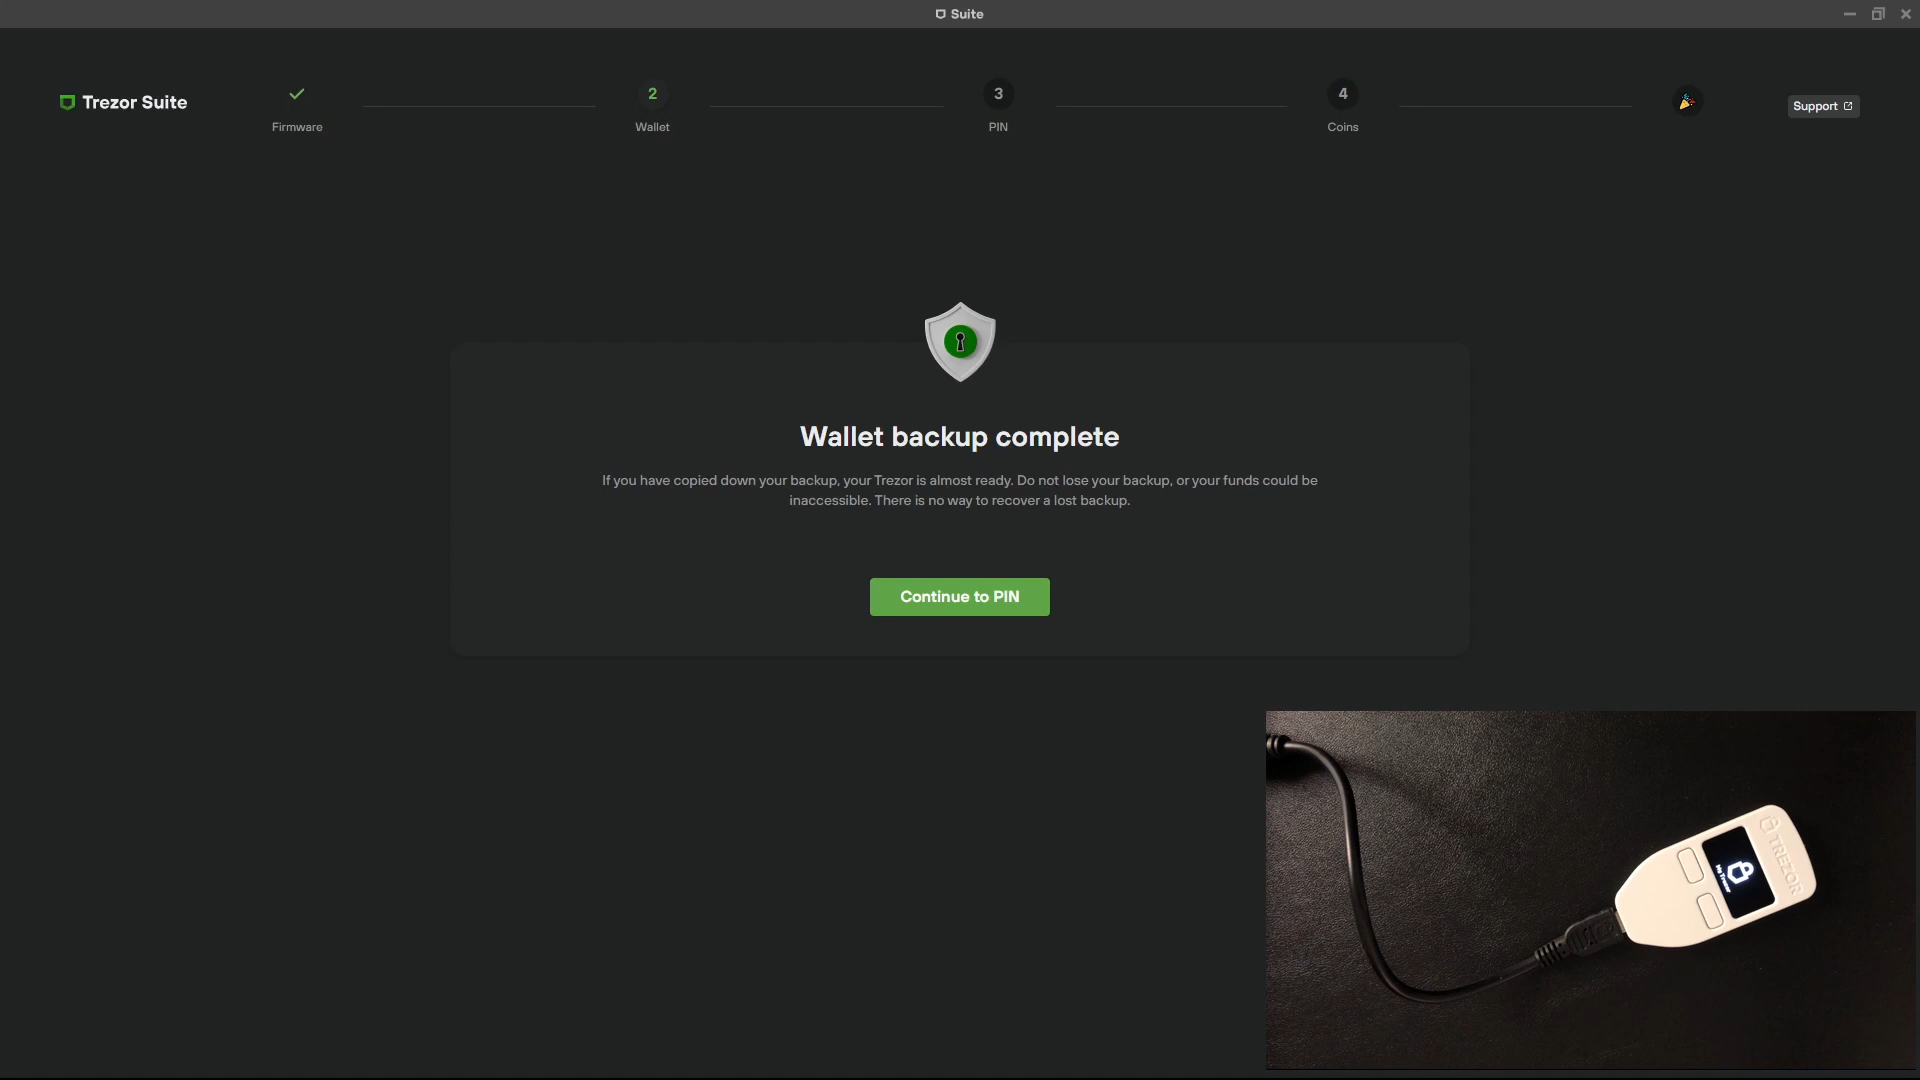 Suite
Trezor Suite
Firmware
2
Wallet
3
PIN
4
Coins
Support
Wallet backup complete
If you have copied down your backup, your Trezor is almost ready. Do not lose your backup, or your funds could be
inaccessible. There is no way to recover a lost backup.
Continue to PIN
TREZOR
My Trezor